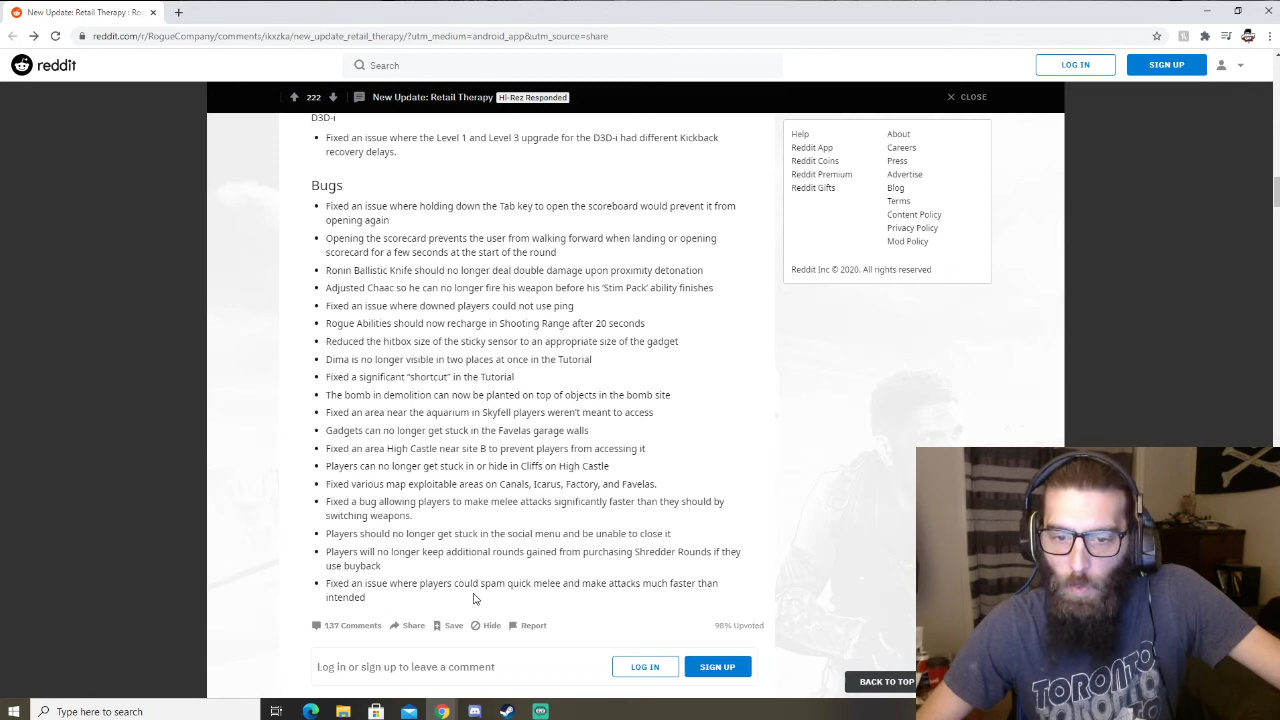 New Update: Retail Therapy : Ro
reddit.com/r/RogueCompany/comments/ikxzka/new_update_retail_therapy/?utm_medium=android_app&utm_source=share
reddit
Search
LOG IN
SIGN UP
222
New Update: Retail Therapy
Hi-Rez Responded
CLOSE
D3D-i
Fixed an issue where the Level 1 and Level 3 upgrade for the D3D-i had different Kickback
recovery delays.
Bugs
Fixed an issue where holding down the Tab key to open the scoreboard would prevent it from
opening again
Opening the scorecard prevents the user from walking forward when landing or opening
scorecard for a few seconds at the start of the round
Ronin Ballistic Knife should no longer deal double damage upon proximity detonation
Adjusted Chaac so he can no longer fire his weapon before his ‘Stim Pack’ ability finishes
Fixed an issue where downed players could not use ping
Rogue Abilities should now recharge in Shooting Range after 20 seconds
Reduced the hitbox size of the sticky sensor to an appropriate size of the gadget
Dima is no longer visible in two places at once in the Tutorial
Fixed a significant “shortcut” in the Tutorial
The bomb in demolition can now be planted on top of objects in the bomb site
Fixed an area near the aquarium in Skyfell players weren’t meant to access
Gadgets can no longer get stuck in the Favelas garage walls
Fixed an area High Castle near site B to prevent players from accessing it
Players can no longer get stuck in or hide in Cliffs on High Castle
Fixed various map exploitable areas on Canals, Icarus, Factory, and Favelas.
Fixed a bug allowing players to make melee attacks significantly faster than they should by
switching weapons.
Players should no longer get stuck in the social menu and be unable to close it
Players will no longer keep additional rounds gained from purchasing Shredder Rounds if they
use buyback
Fixed an issue where players could spam quick melee and make attacks much faster than
intended
137 Comments
Share
Save
Hide
Report
98% Upvoted
Log in or sign up to leave a comment
LOG IN
SIGN UP
Help
Reddit App
Reddit Coins
Reddit Premium
Reddit Gifts
About
Careers
Press
Advertise
Blog
Terms
Content Policy
Privacy Policy
Mod Policy
Reddit Inc © 2020. All rights reserved
BACK TO TOP
TORONTO
Type here to search